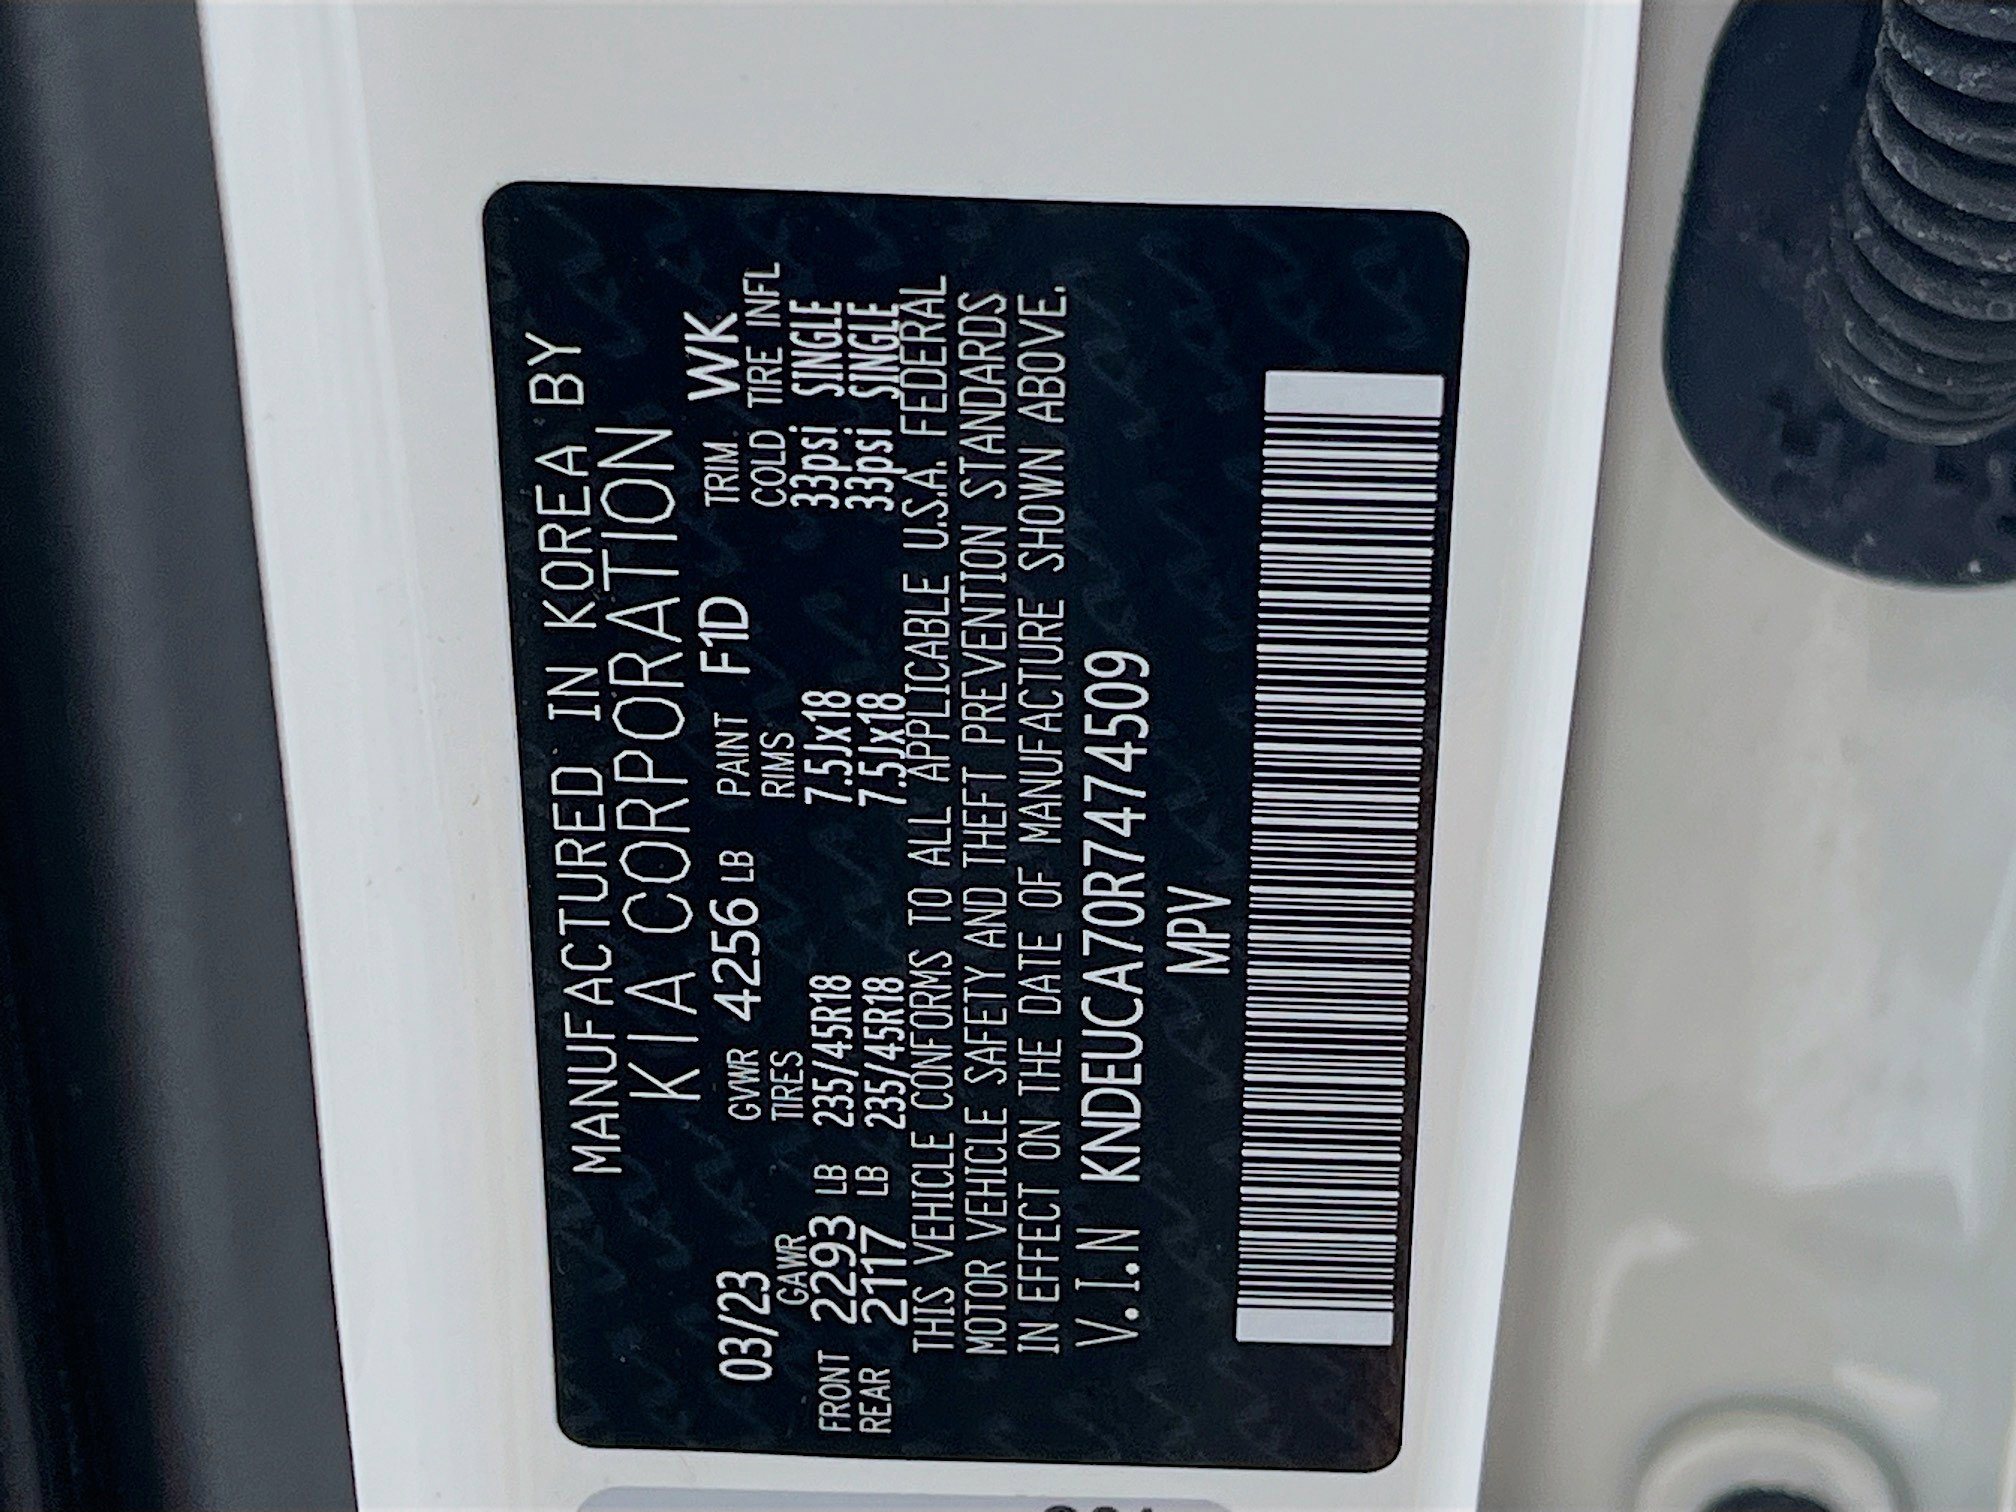 MANUFACTURED IN KOREA BY
KIA CORPORATION
03/23 GVWR 4256 LB PAINT F1D TRIM WK
GAWR TIRES RIMS COLD TIRE INFL
FRONT 2293 LB 235/45R18 7.5Jx18 33psi SINGLE
REAR 2117 LB 235/45R18 7.5Jx18 33psi SINGLE
THIS VEHICLE CONFORMS TO ALL APPLICABLE U.S.A. FEDERAL
MOTOR VEHICLE SAFETY AND THEFT PREVENTION STANDARDS
IN EFFECT ON THE DATE OF MANUFACTURE SHOWN ABOVE.
V.I.N KNDEUCA70R7474509
MPV